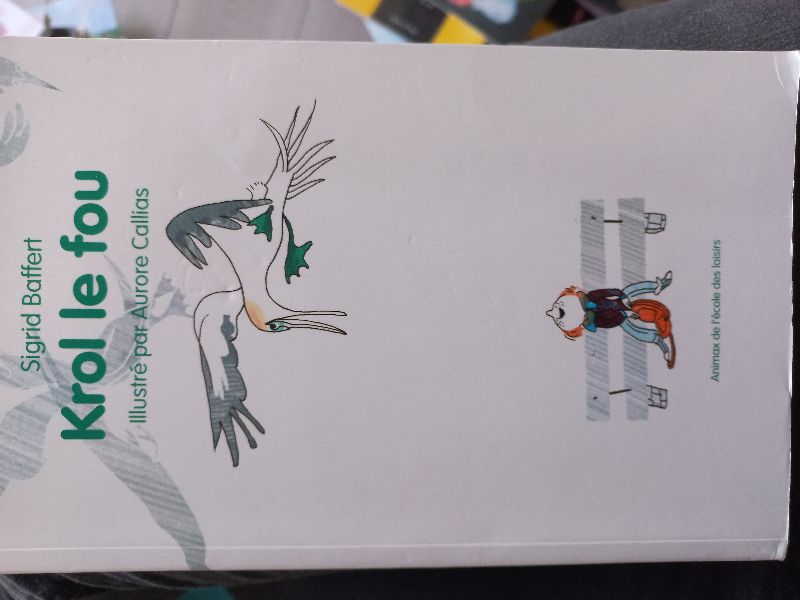 Sigrid Baffert
Krol le fou
Illustré par Aurore Callias
Animax de l'école des loisirs